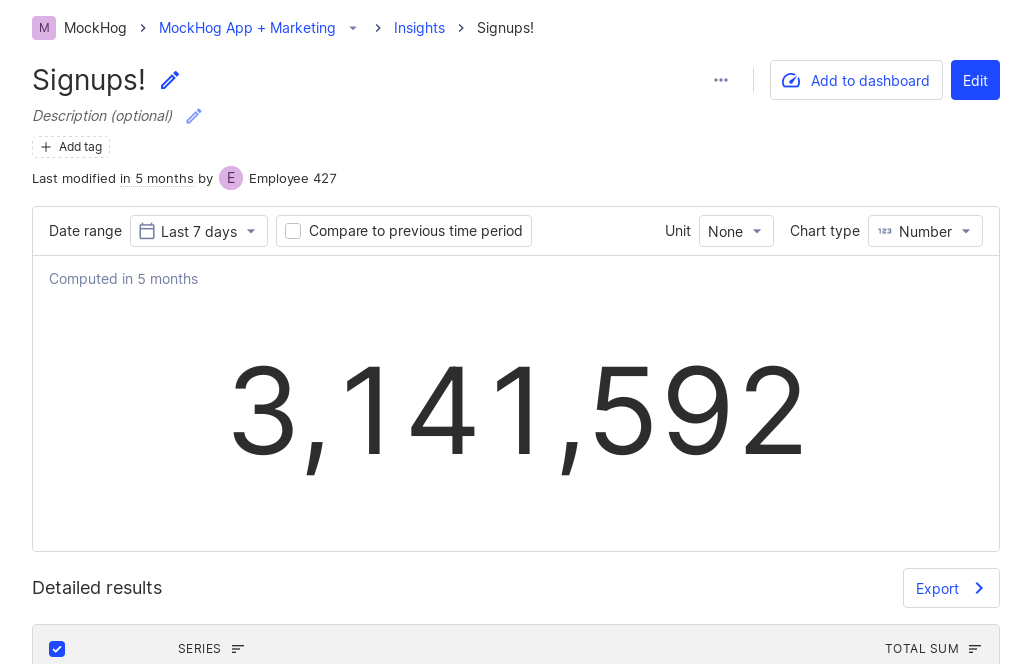 M MockHog > MockHog App + Marketing > Insights > Signups!
Signups!
Add to dashboard
Edit
Description (optional)
+ Add tag
Last modified in 5 months by E Employee 427
Date range Last 7 days Compare to previous time period Unit None Chart type 123 Number
Computed in 5 months
3,141,592
Detailed results
Export
SERIES TOTAL SUM